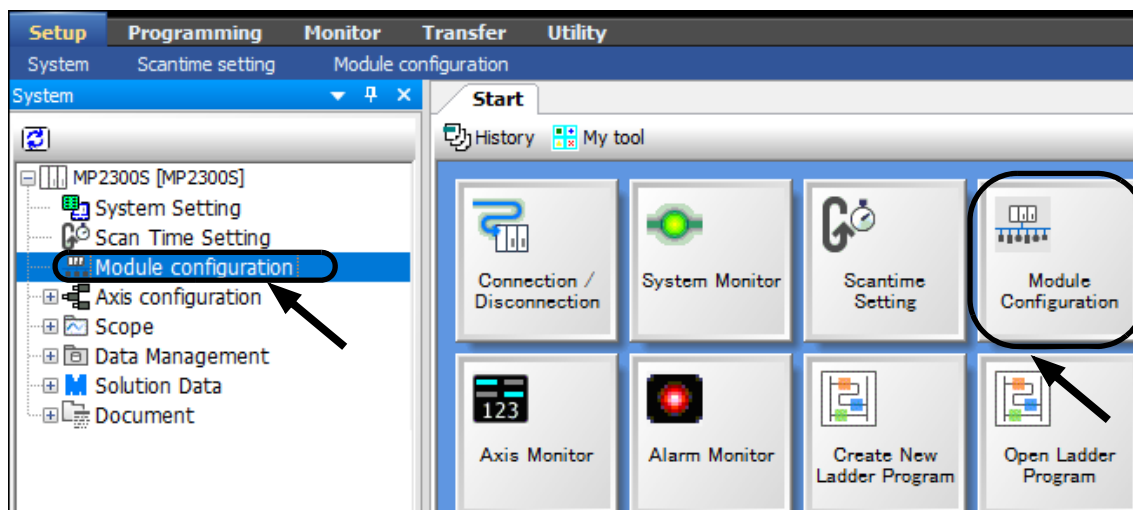 Setup Programming Monitor Transfer Utility
System Scantime setting Module configuration
System
Start
History My tool
MP2300S [MP2300S]
System Setting
Scan Time Setting
Module configuration
Axis configuration
Scope
Data Management
Solution Data
Document
Connection /
Disconnection
System Monitor
Scantime
Setting
Module
Configuration
123
Axis Monitor
Alarm Monitor
Create New
Ladder Program
Open Ladder
Program